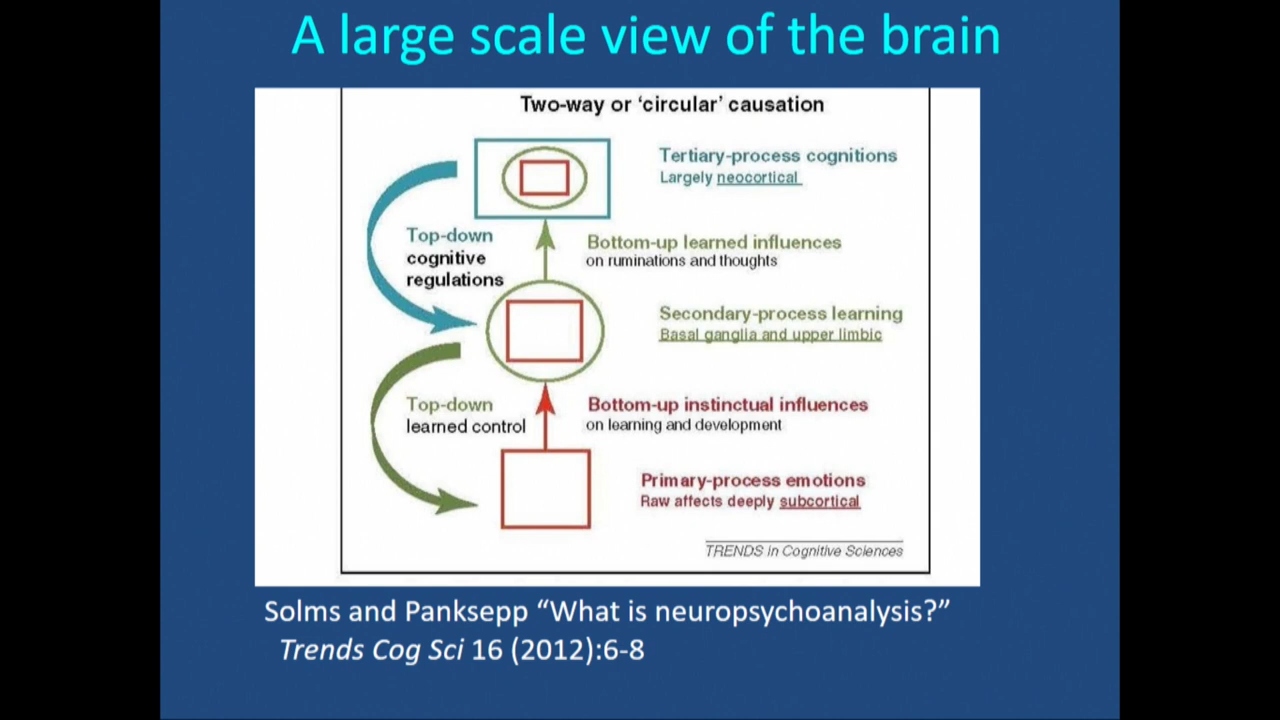 A large scale view of the brain
Two-way or ‘circular’ causation
Tertiary-process cognitions
Largely neocortical
Top-down
cognitive
regulations
Bottom-up learned influences
on ruminations and thoughts
Secondary-process learning
Basal ganglia and upper limbic
Top-down
learned control
Bottom-up instinctual influences
on learning and development
Primary-process emotions
Raw affects deeply subcortical
TRENDS in Cognitive Sciences
Solms and Panksepp “What is neuropsychoanalysis?”
Trends Cog Sci 16 (2012):6-8